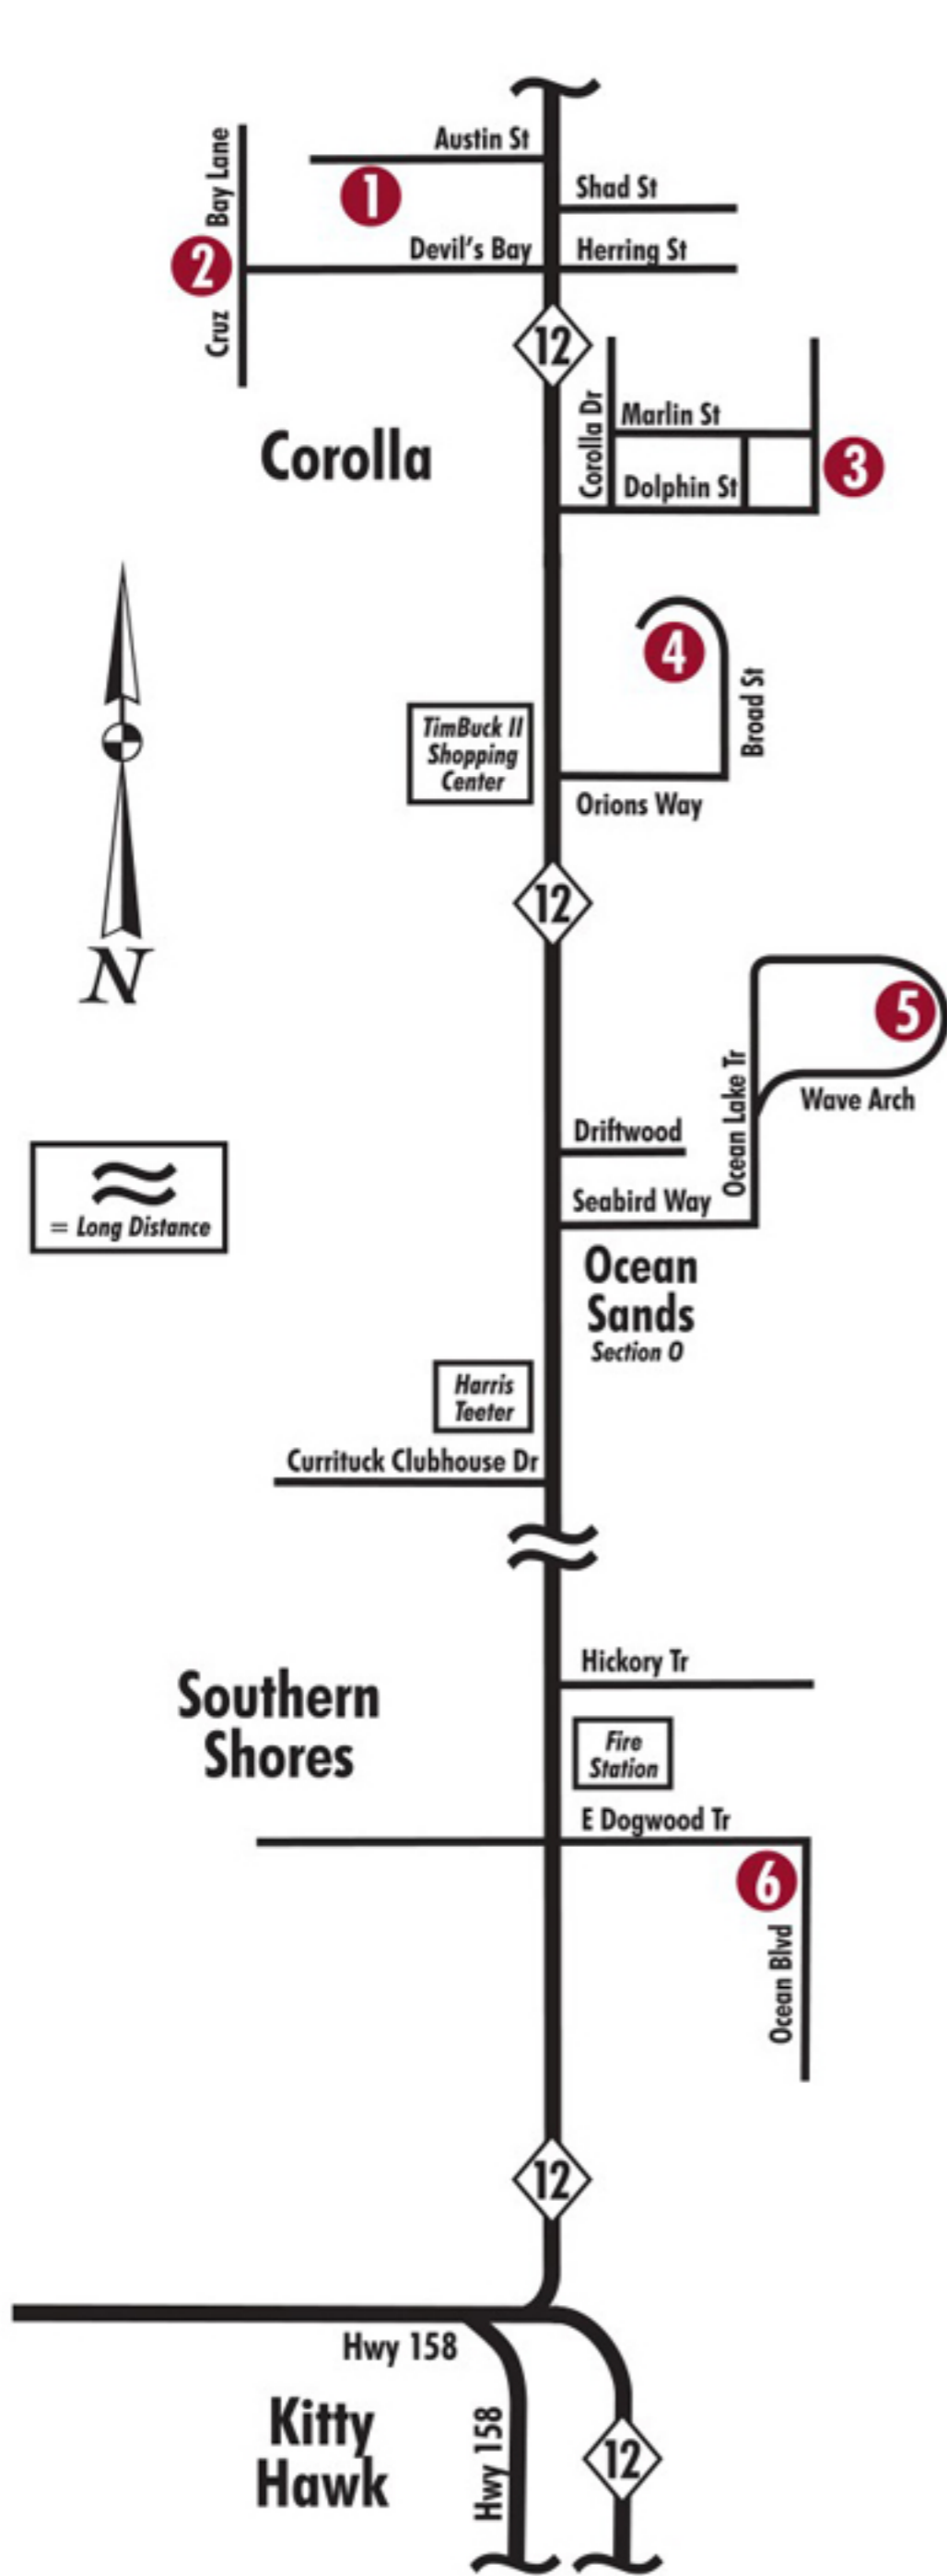 Austin St
Bay Lane
1
Shad St
Devil's Bay
Herring St
2
Cruz
12
Corolla Dr
Marlin St
Corolla
3
Dolphin St
4
Broad St
TimBuck II
Shopping
Center
Orions Way
12
N
5
Ocean Lake Tr
Wave Arch
Driftwood
Seabird Way
= Long Distance
Ocean
Sands
Section O
Harris
Teeter
Currituck Clubhouse Dr
Hickory Tr
Southern
Shores
Fire
Station
E Dogwood Tr
6
Ocean Blvd
12
Hwy 158
Kitty
Hawk
Hwy 158
12